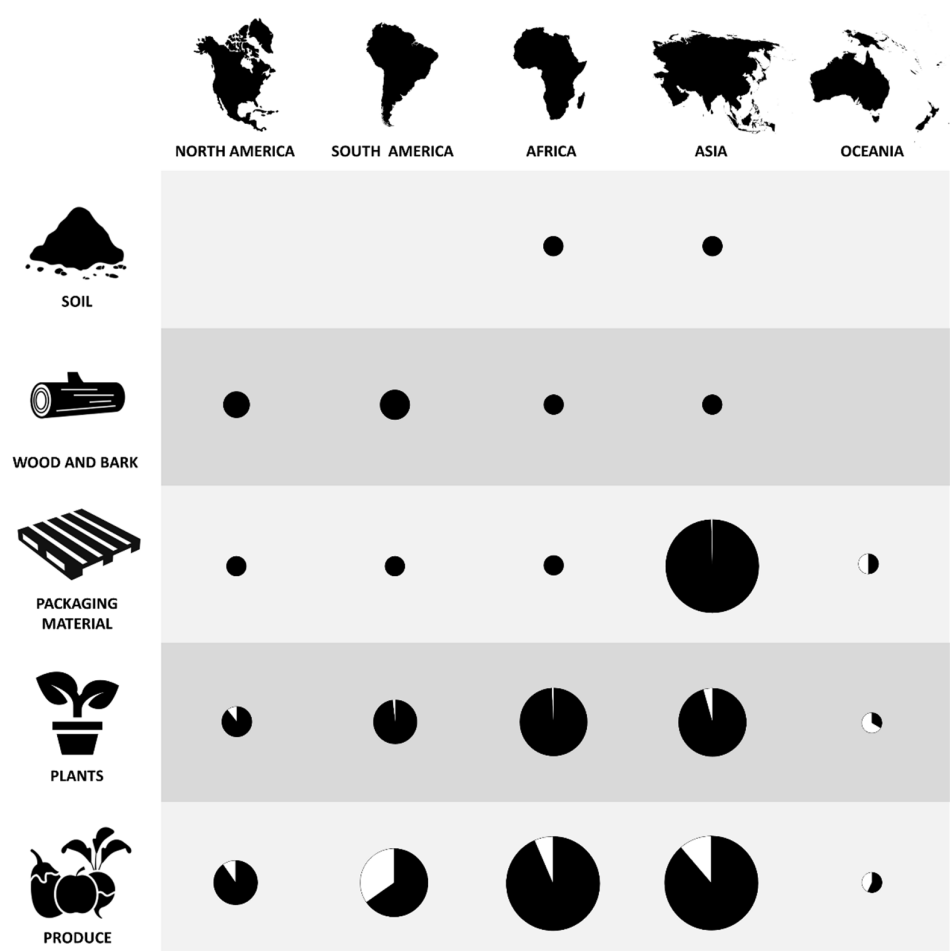 NORTH AMERICA
SOUTH AMERICA
AFRICA
ASIA
OCEANIA
SOIL
WOOD AND BARK
PACKAGING
MATERIAL
PLANTS
PRODUCE